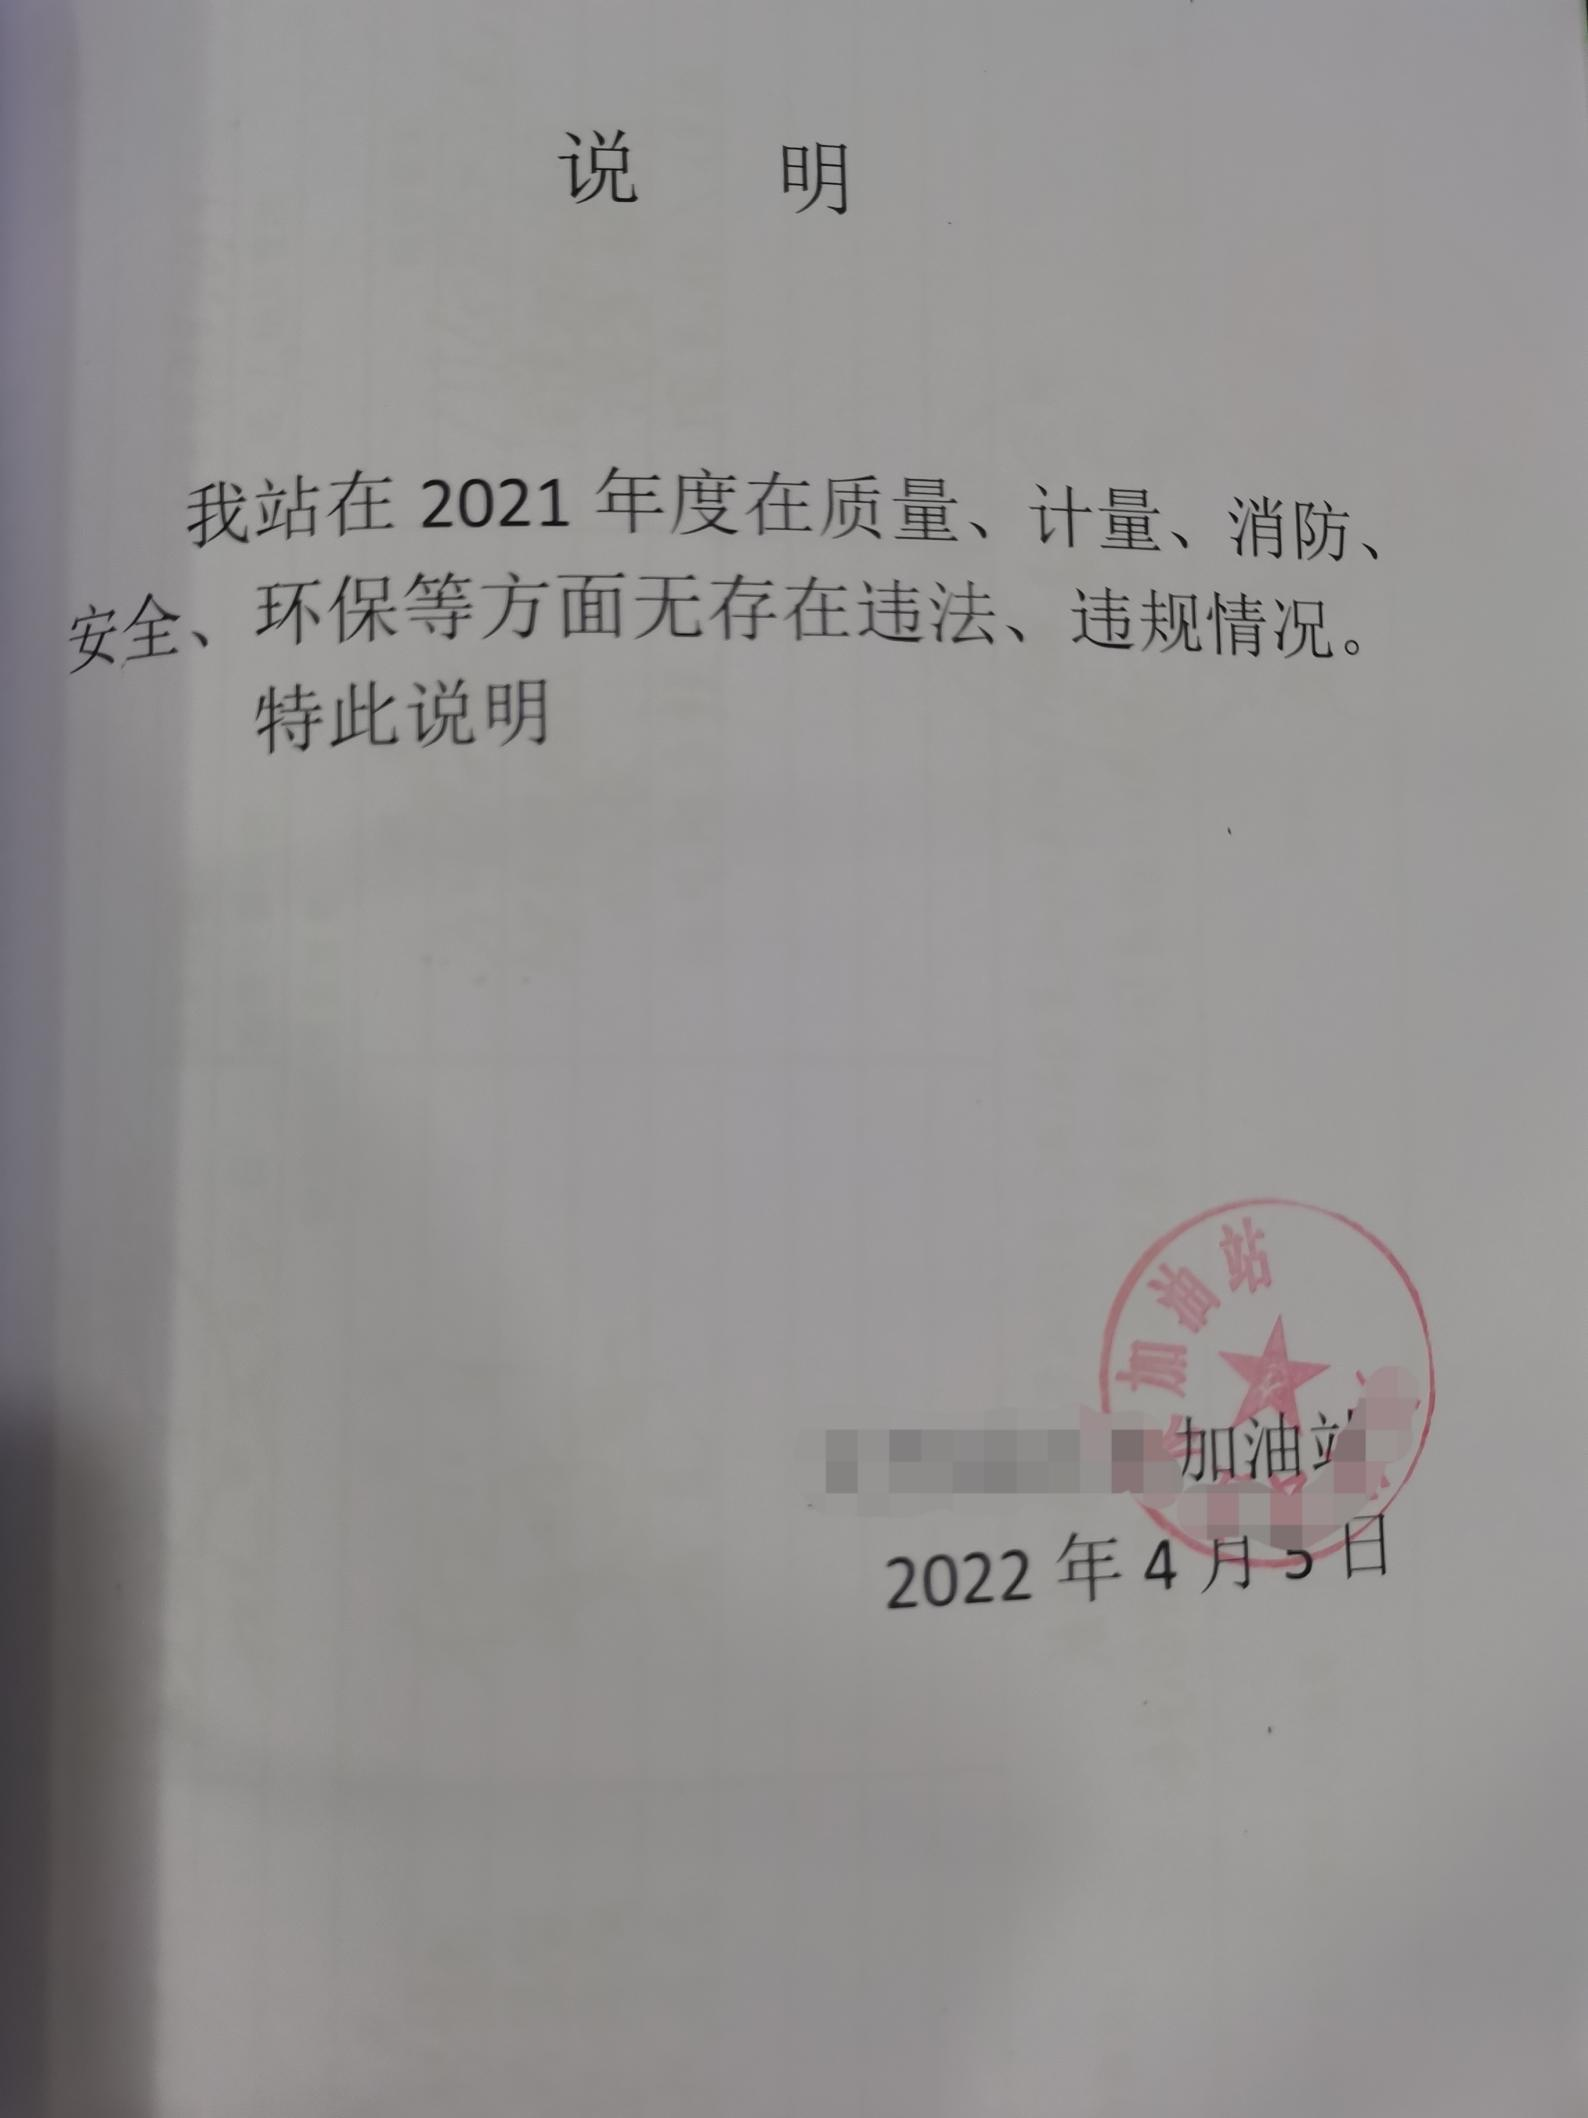 说 明
我站在 2021 年度在质量、计量、消防、
安全、环保等方面无存在违法、违规情况。
特此说明
加油站
加油站
2022 年 4 月 5 日